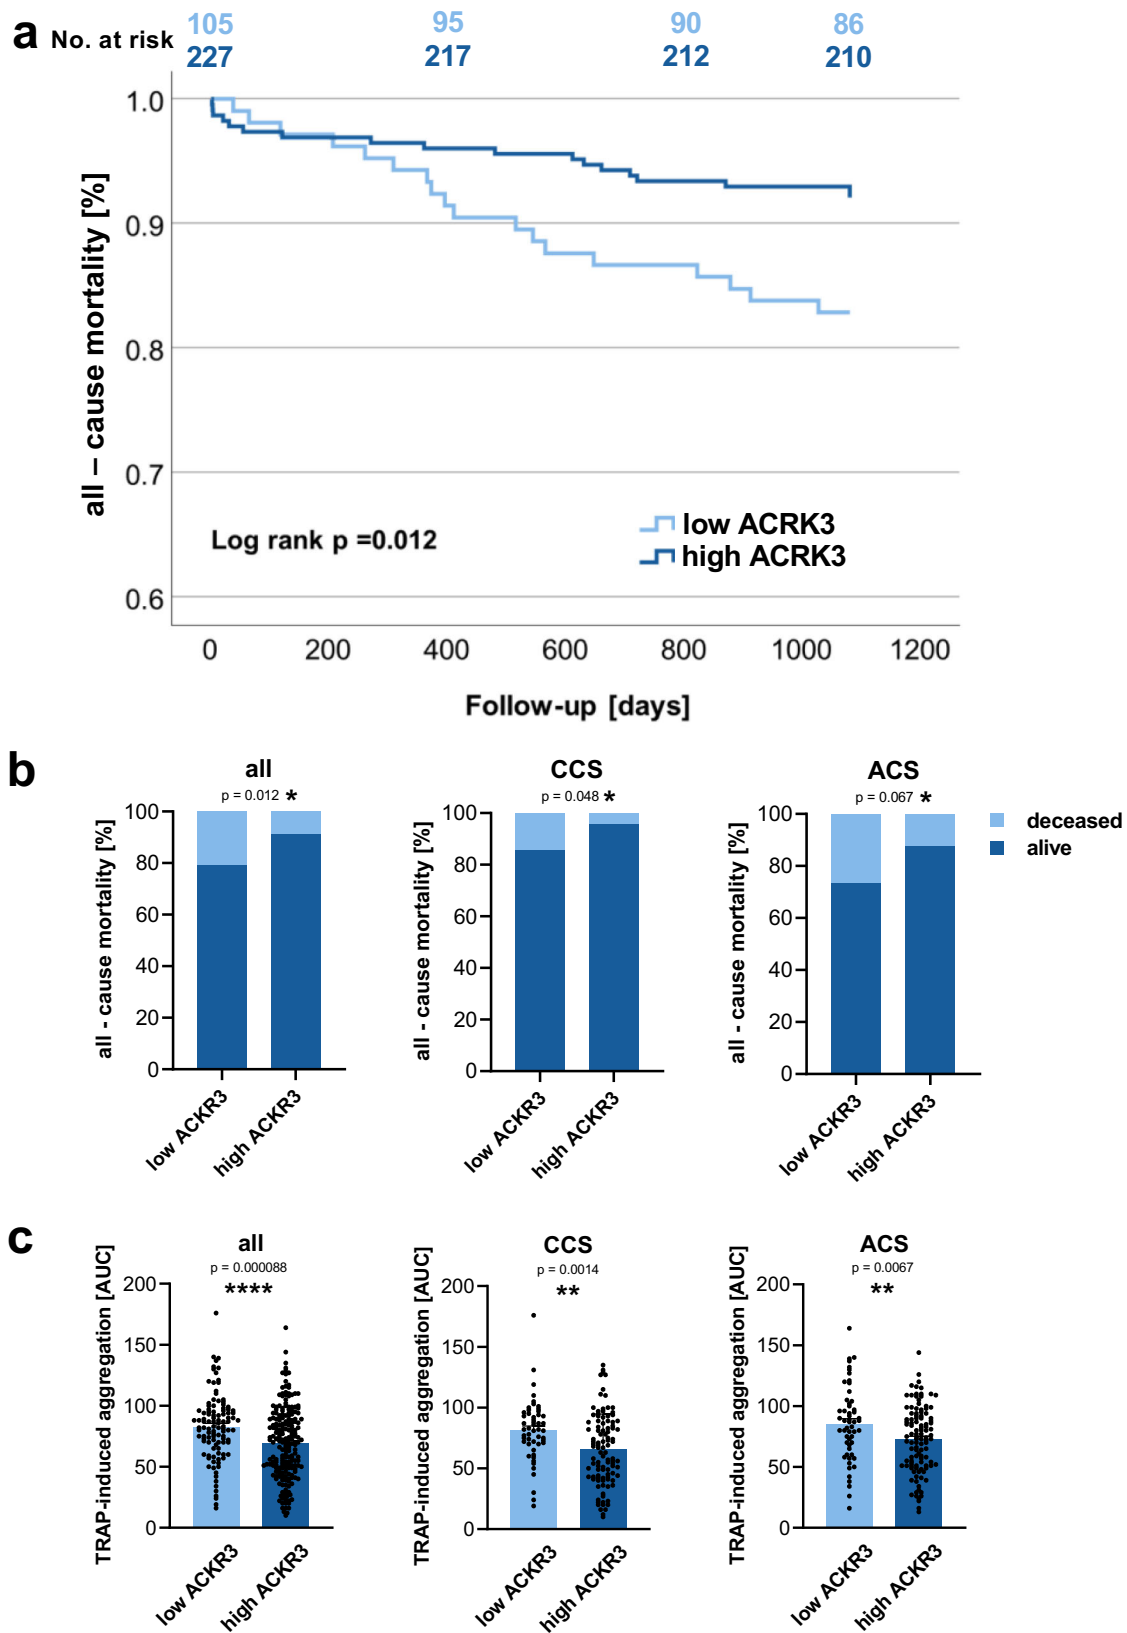 a No. at risk
105 95 90 86
227 217 212 210
all – cause mortality [%]
1.0
0.9
0.8
0.7
0.6
Log rank p =0.012
low ACRK3
high ACRK3
0 200 400 600 800 1000 1200
Follow-up [days]
b
all
p = 0.012 *
all - cause mortality [%]
100
80
60
40
20
0
low ACKR3
high ACKR3
CCS
p = 0.048 *
all - cause mortality [%]
100
80
60
40
20
0
low ACKR3
high ACKR3
ACS
p = 0.067 *
all - cause mortality [%]
100
80
60
40
20
0
low ACKR3
high ACKR3
deceased
alive
c
all
p = 0.000088
****
TRAP-induced aggregation [AUC]
200
150
100
50
0
low ACKR3
high ACKR3
CCS
p = 0.0014
**
TRAP-induced aggregation [AUC]
200
150
100
50
0
low ACKR3
high ACKR3
ACS
p = 0.0067
**
TRAP-induced aggregation [AUC]
200
150
100
50
0
low ACKR3
high ACKR3